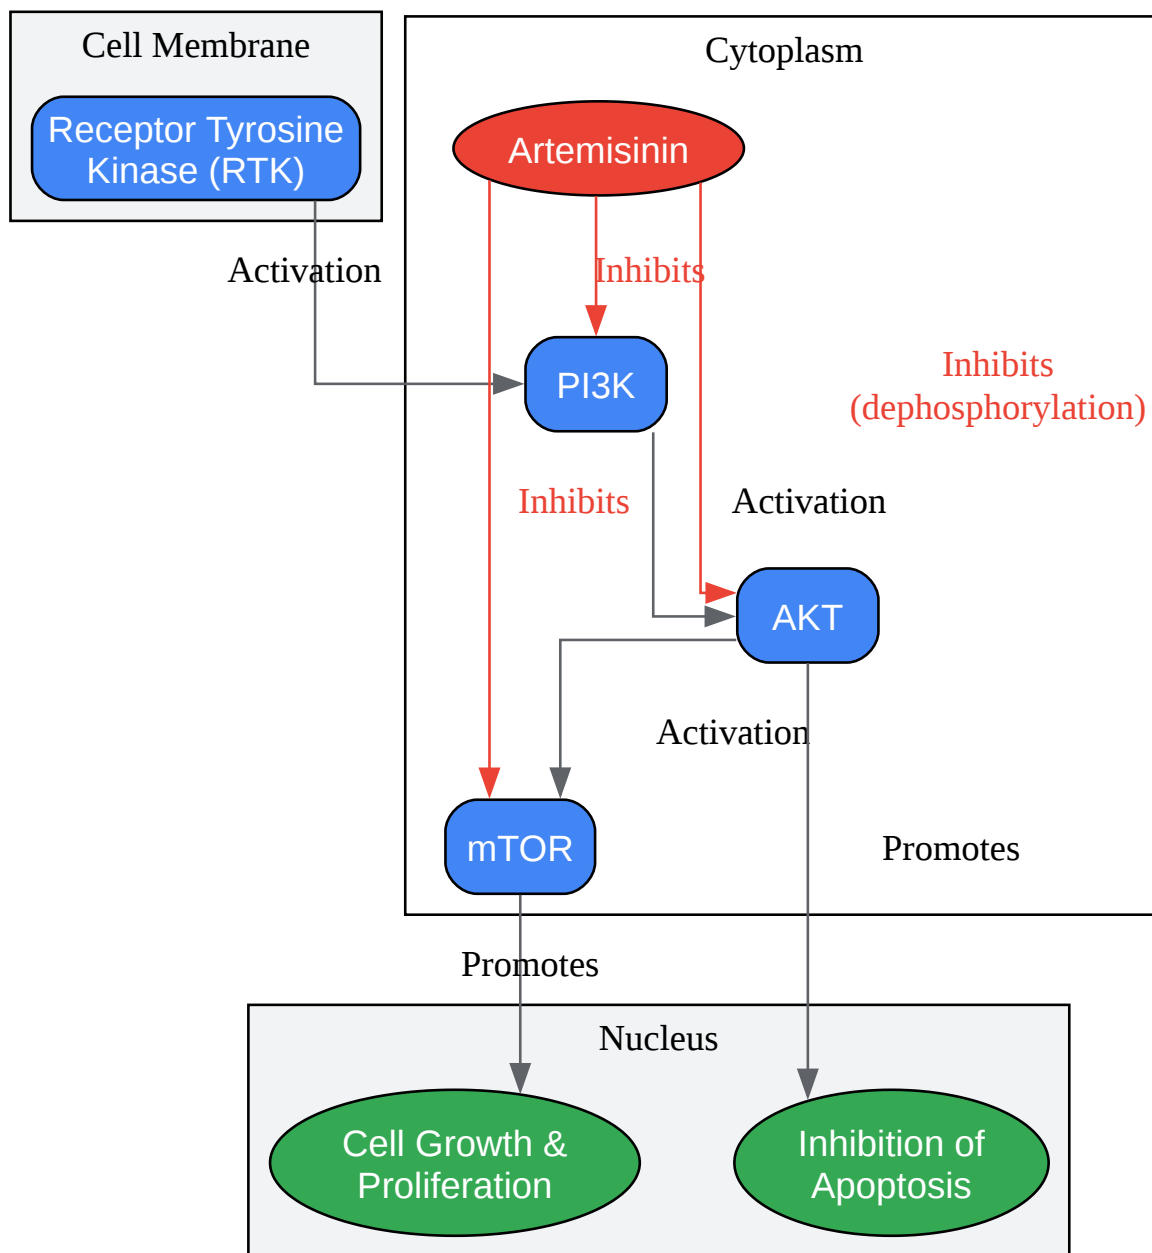 Cell Membrane
Cytoplasm
Receptor Tyrosine
Kinase (RTK)
Artemisinin
Activation
Inhibits
Inhibits
(dephosphorylation)
PI3K
Inhibits
Activation
AKT
Activation
mTOR
Promotes
Promotes
Nucleus
Cell Growth &
Proliferation
Inhibition of
Apoptosis